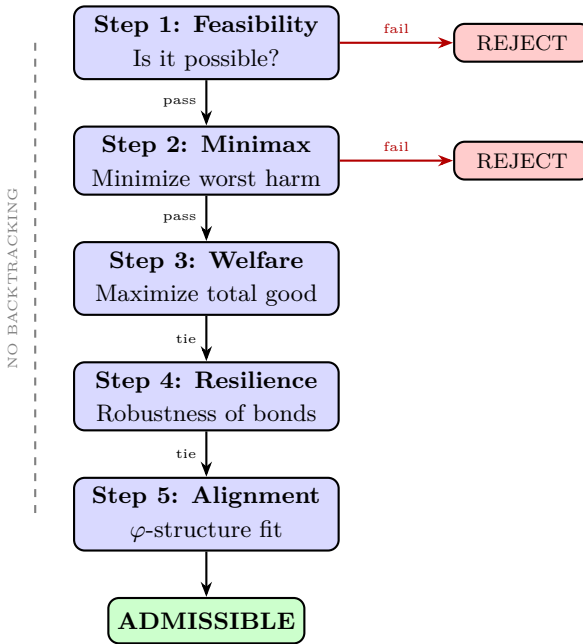 Step 1: Feasibility
Is it possible?
fail
REJECT
pass
Step 2: Minimax
Minimize worst harm
fail
REJECT
pass
Step 3: Welfare
Maximize total good
tie
Step 4: Resilience
Robustness of bonds
tie
Step 5: Alignment
φ-structure fit
ADMISSIBLE
NO BACKTRACKING